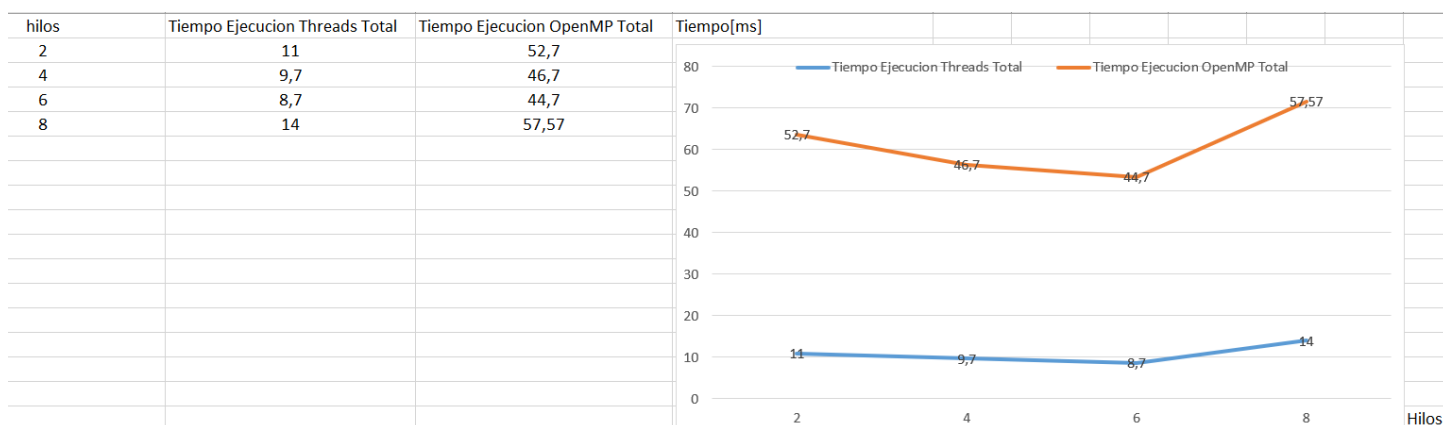 hilos Tiempo Ejecucion Threads Total Tiempo Ejecucion OpenMP Total Tiempo[ms]
2 11 52,7
4 9,7 46,7
6 8,7 44,7
8 14 57,57
Tiempo Ejecucion Threads Total Tiempo Ejecucion OpenMP Total
80
70
60
50
40
30
20
10
0
52,7 46,7 44,7 57,57
11 9,7 8,7 14
2 4 6 8 Hilos